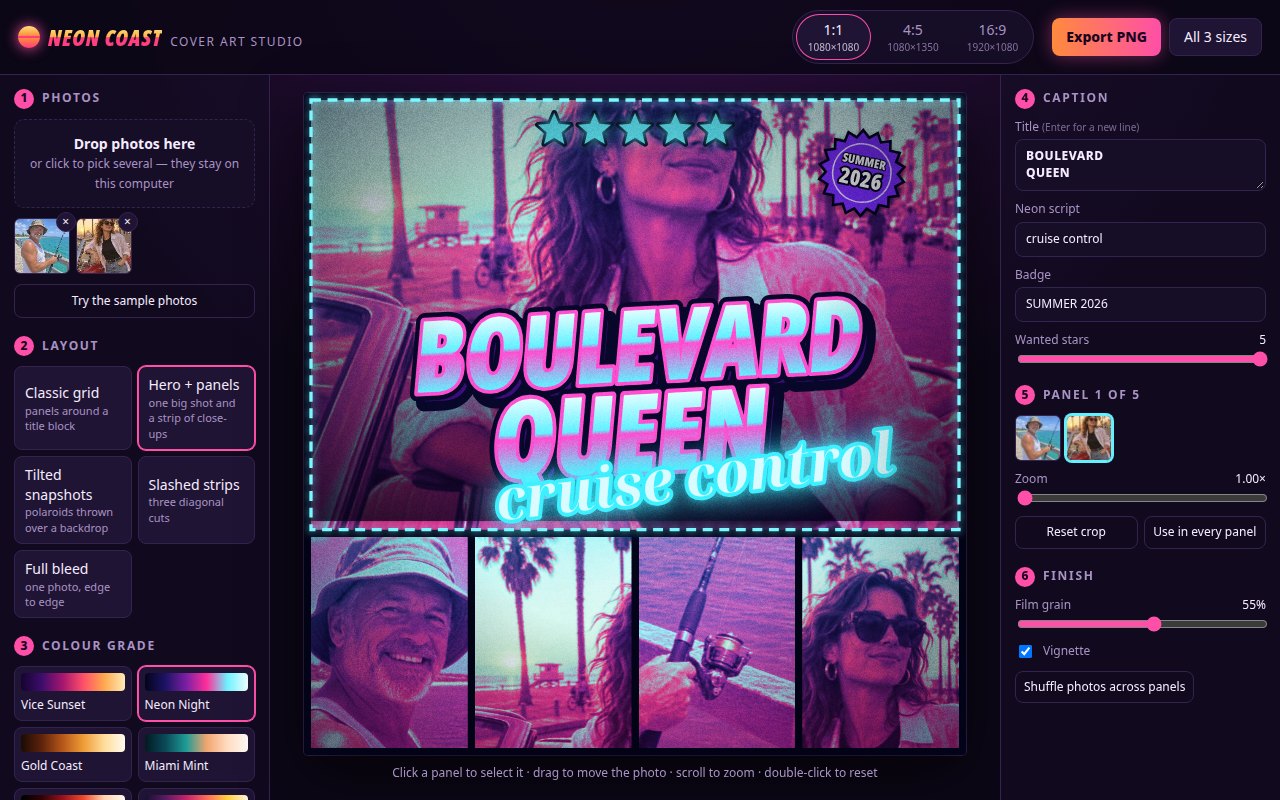 NEON COAST COVER ART STUDIO
1:1
1080×1080
4:5
1080×1350
16:9
1920×1080
Export PNG
All 3 sizes
1 PHOTOS
Drop photos here
or click to pick several — they stay on
this computer
×
×
Try the sample photos
2 LAYOUT
Classic grid
panels around a
title block
Hero + panels
one big shot and
a strip of close-
ups
Tilted
snapshots
polaroids thrown
over a backdrop
Slashed strips
three diagonal
cuts
Full bleed
one photo, edge
to edge
3 COLOUR GRADE
Vice Sunset
Neon Night
Gold Coast
Miami Mint
SUMMER
2026
BOULEVARD
QUEEN
cruise control
Click a panel to select it · drag to move the photo · scroll to zoom · double-click to reset
4 CAPTION
Title (Enter for a new line)
BOULEVARD
QUEEN
Neon script
cruise control
Badge
SUMMER 2026
Wanted stars 5
5 PANEL 1 OF 5
Zoom 1.00×
Reset crop
Use in every panel
6 FINISH
Film grain 55%
Vignette
Shuffle photos across panels